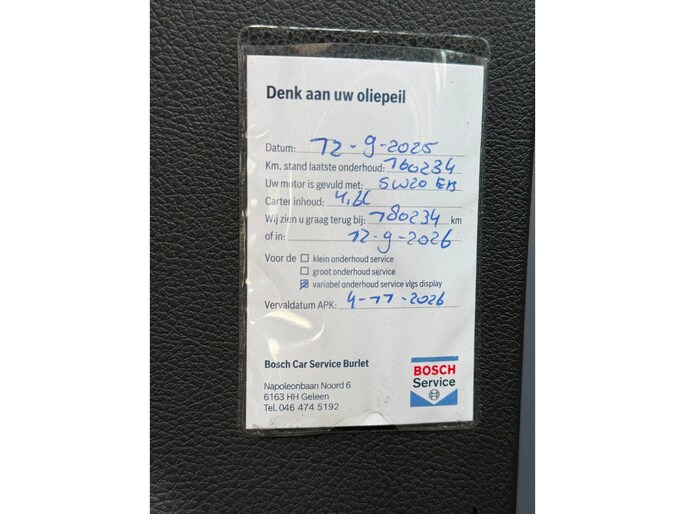 Denk aan uw oliepeil
Datum: 12-9-2025
Km. stand laatste onderhoud: 160234
Uw motor is gevuld met: 5W20 EB
Carter inhoud: 4.6L
Wij zien u graag terug bij: 180234 km
of in: 12-9-2026
Voor de klein onderhoud service
groot onderhoud service
variabel onderhoud service vlgs display
Vervaldatum APK: 4-11-2026
Bosch Car Service Burlet
Napoleonbaan Noord 6
6163 HH Geleen
Tel. 046 474 5192
BOSCH
Service